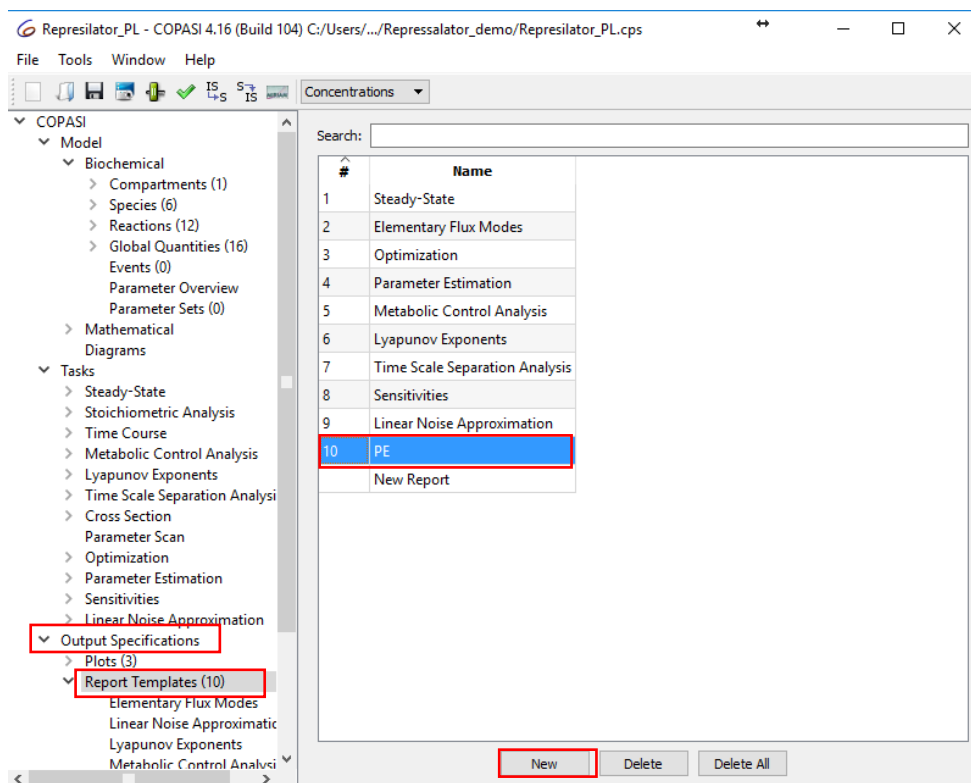 Represilator_PL - COPASI 4.16 (Build 104) C:/Users/.../Repressalator_demo/Represilator_PL.cps
File Tools Window Help
Concentrations
COPASI
Model
Biochemical
Compartments (1)
Species (6)
Reactions (12)
Global Quantities (16)
Events (0)
Parameter Overview
Parameter Sets (0)
Mathematical
Diagrams
Tasks
Steady-State
Stoichiometric Analysis
Time Course
Metabolic Control Analysis
Lyapunov Exponents
Time Scale Separation Analysi
Cross Section
Parameter Scan
Optimization
Parameter Estimation
Sensitivities
Linear Noise Approximation
Output Specifications
Plots (3)
Report Templates (10)
Elementary Flux Modes
Linear Noise Approximatic
Lyapunov Exponents
Metabolic Control Analysi
Search:
# Name
1 Steady-State
2 Elementary Flux Modes
3 Optimization
4 Parameter Estimation
5 Metabolic Control Analysis
6 Lyapunov Exponents
7 Time Scale Separation Analysis
8 Sensitivities
9 Linear Noise Approximation
10 PE
New Report
New Delete Delete All